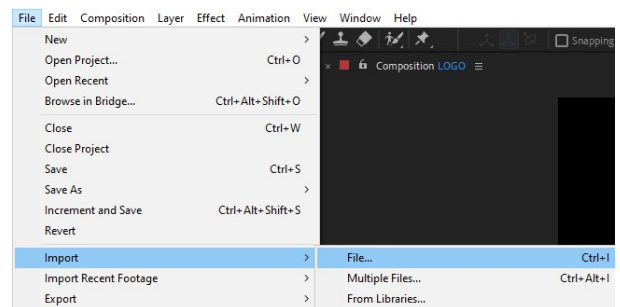 File Edit Composition Layer Effect Animation View Window Help
New >
Snapping
Open Project... Ctrl+O
× Composition LOGO ≡
Open Recent >
Browse in Bridge... Ctrl+Alt+Shift+O
Close Ctrl+W
Close Project
Save Ctrl+S
Save As >
Increment and Save Ctrl+Alt+Shift+S
Revert
Import > File... Ctrl+I
Import Recent Footage > Multiple Files... Ctrl+Alt+I
Export > From Libraries...